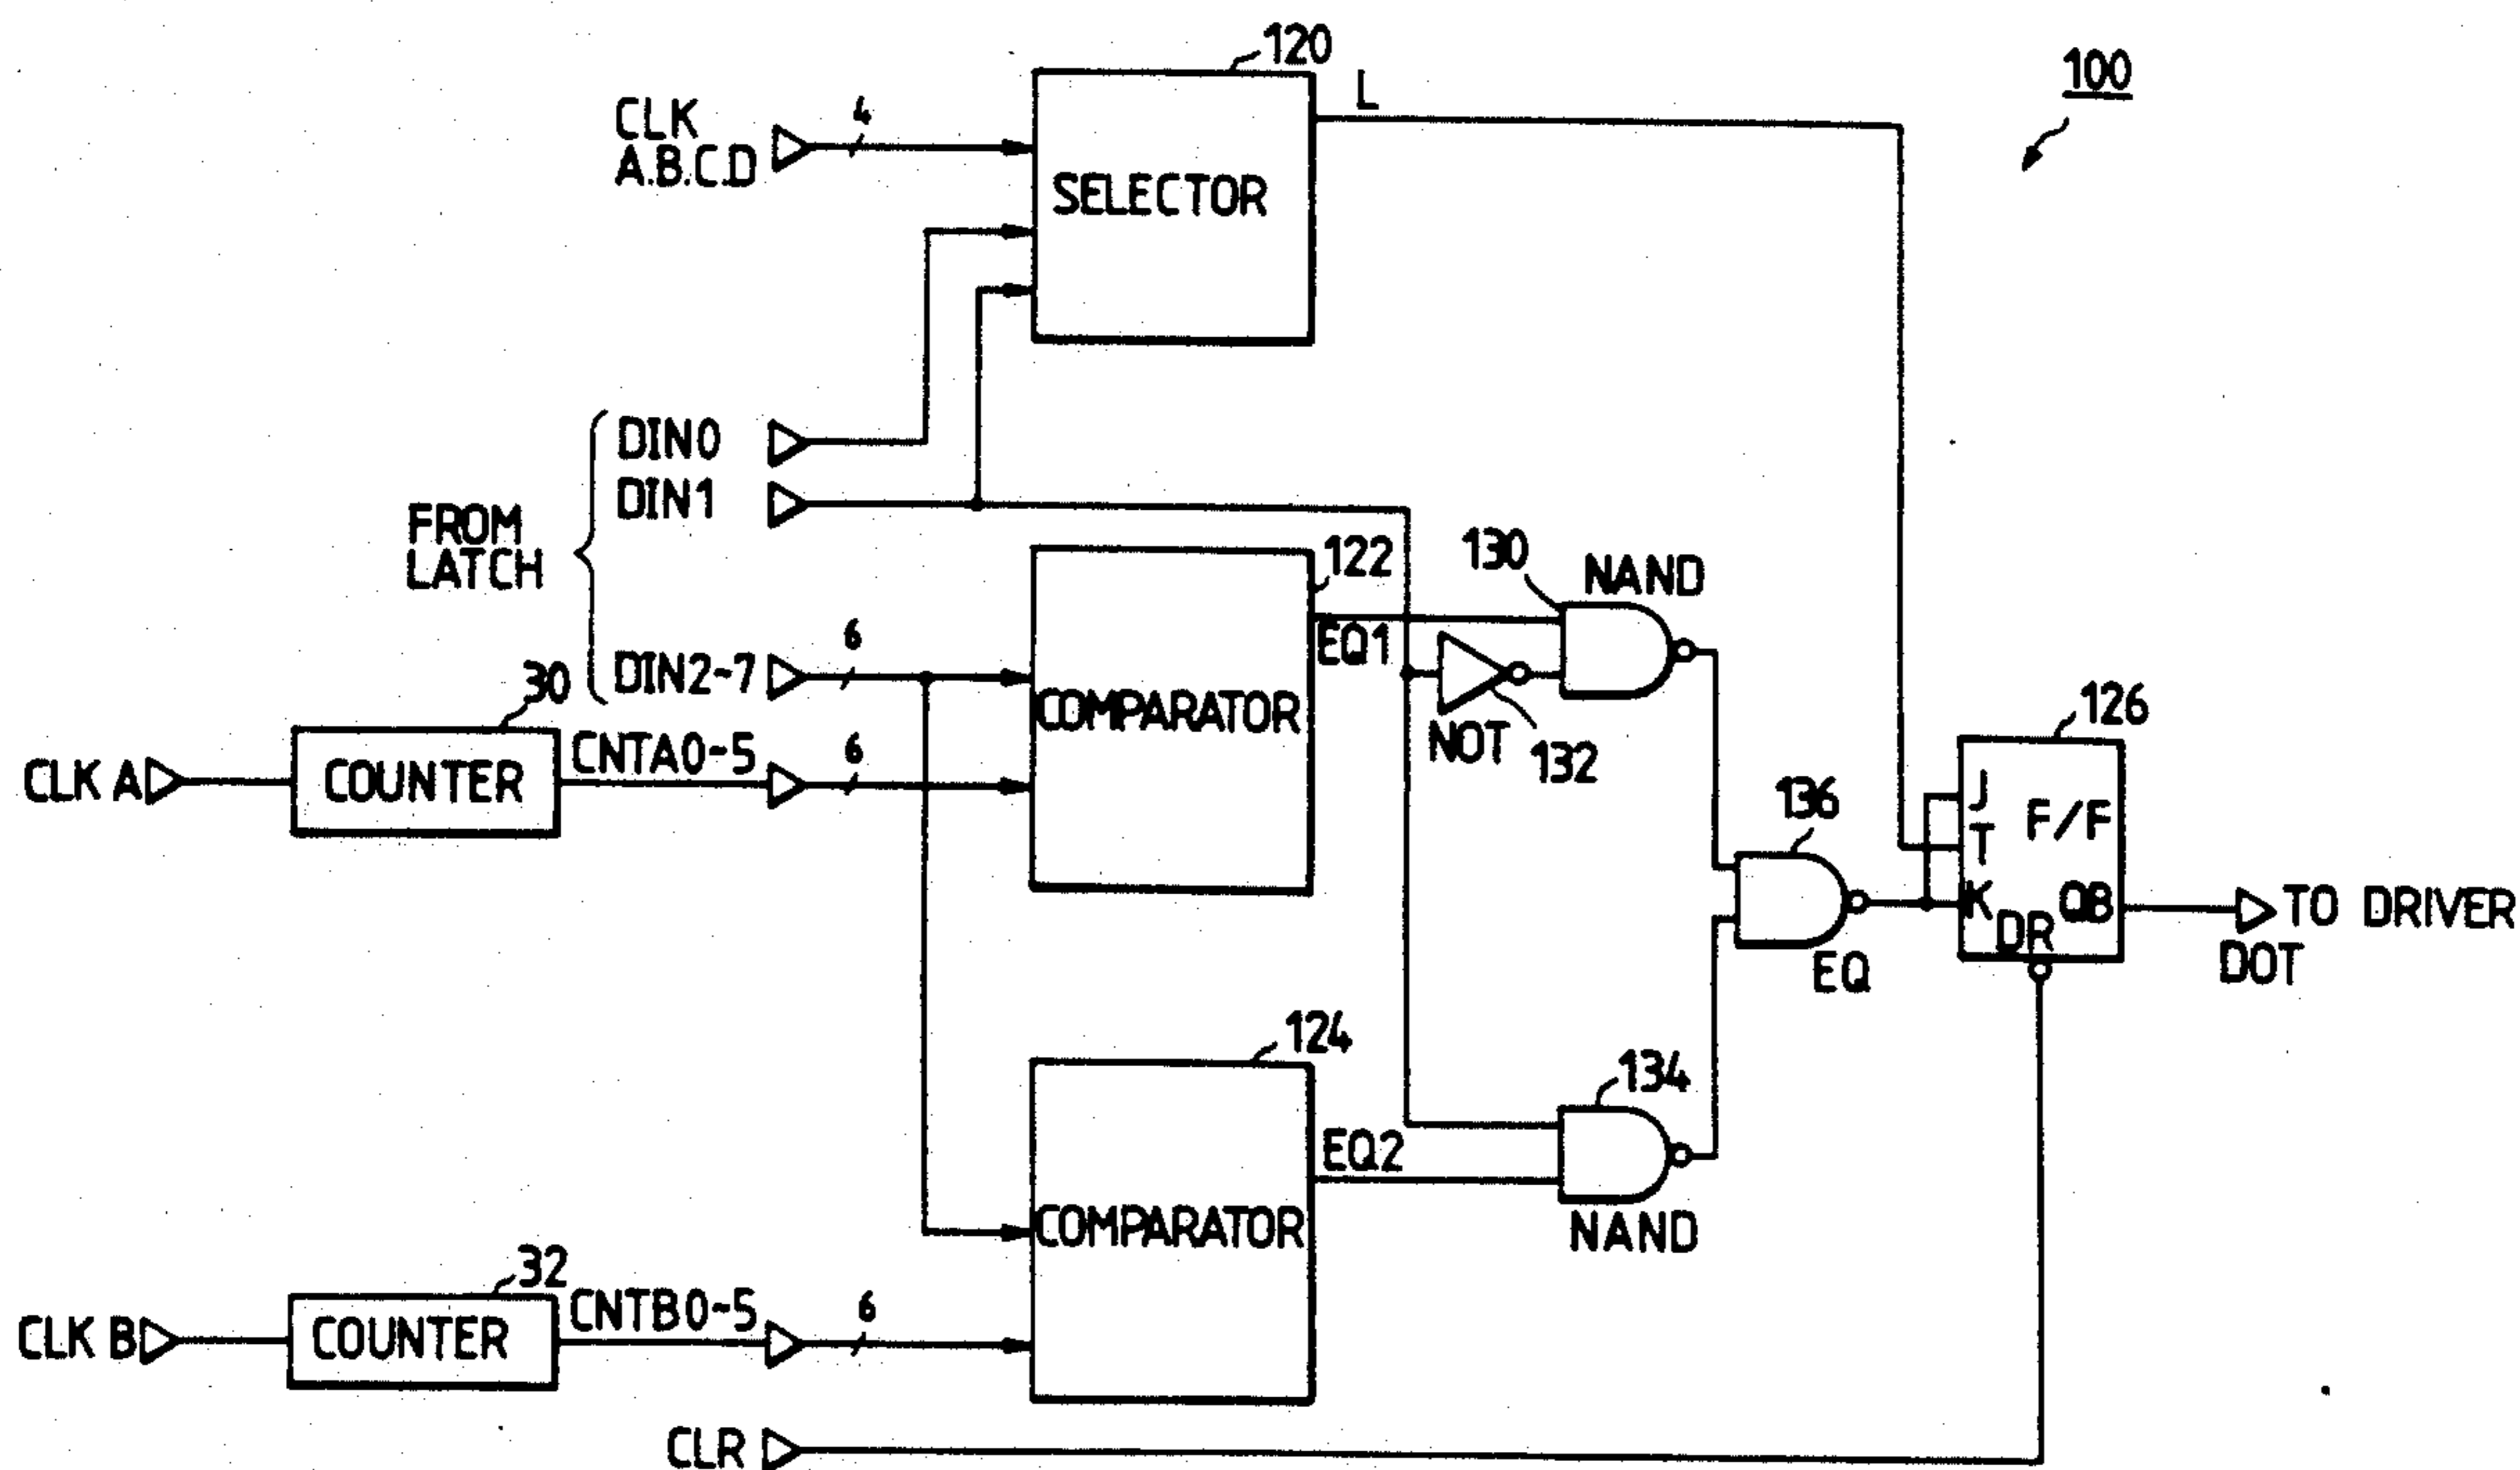 120
100
CLK
A.B.C.D
4
L
SELECTOR
DIN0
DIN1
FROM
LATCH
DIN2-7
6
122
130
NAND
EQ1
COMPARATOR
NOT
132
30
CLK A
COUNTER
CNTA0-5
6
126
136
J
T
F/F
K
QB
DR
EQ
TO DRIVER
DOT
124
134
EQ2
NAND
COMPARATOR
32
CLK B
COUNTER
CNTB0-5
6
CLR